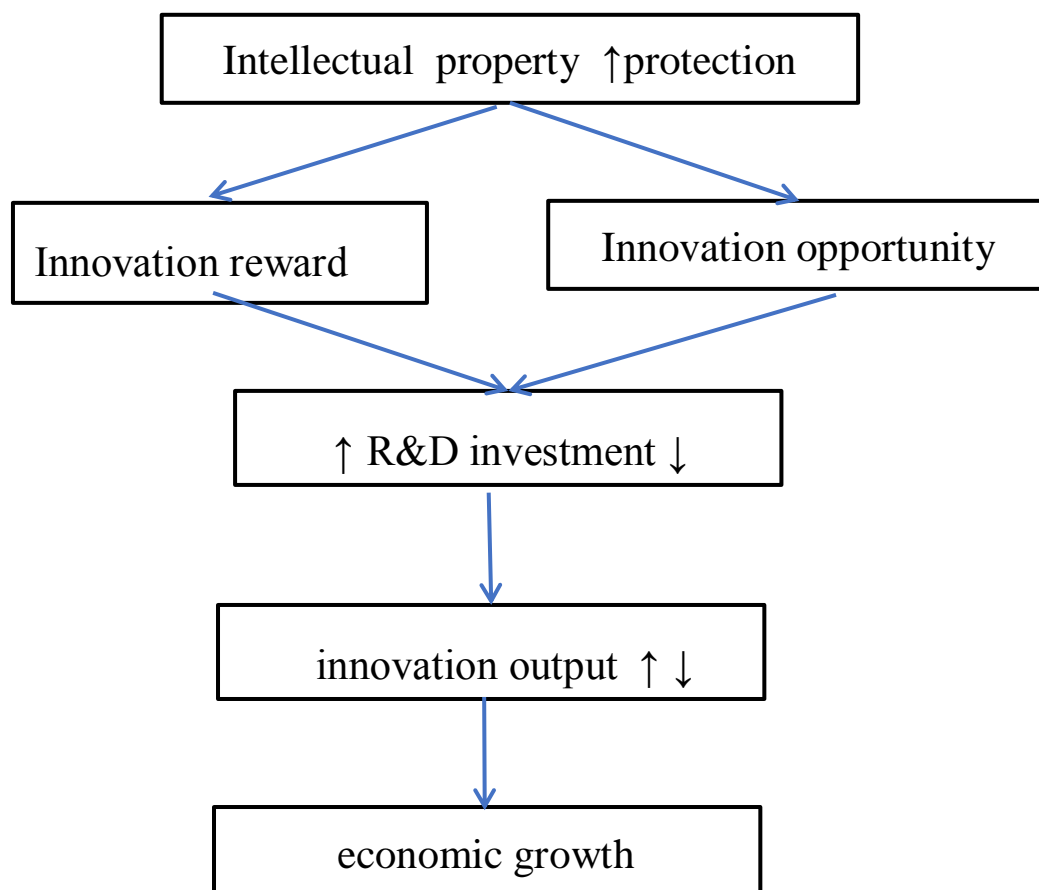 Intellectual property ↑protection
Innovation reward
Innovation opportunity
↑ R&D investment ↓
innovation output ↑ ↓
economic growth